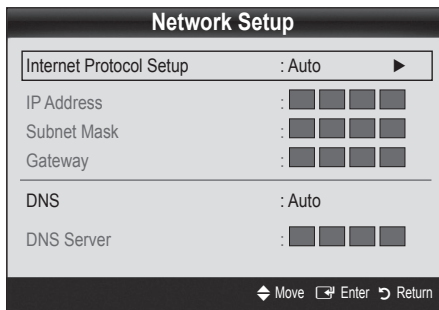 Network Setup
Internet Protocol Setup : Auto ▶
IP Address :
Subnet Mask :
Gateway :
DNS : Auto
DNS Server :
Move Enter Return